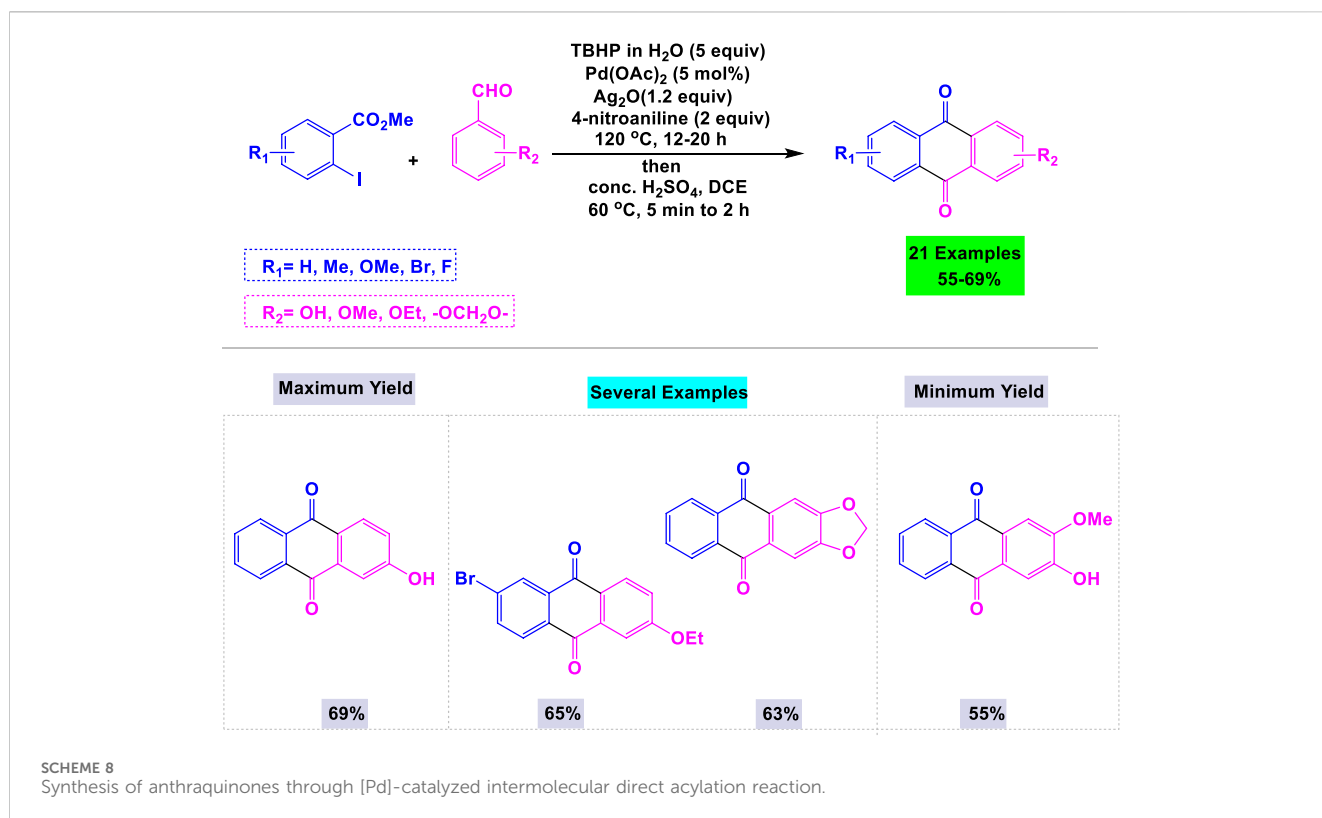 TBHP in H₂O (5 equiv)
Pd(OAc)₂ (5 mol%)
Ag₂O(1.2 equiv)
4-nitroaniline (2 equiv)
120 °C, 12-20 h
then
conc. H₂SO₄, DCE
60 °C, 5 min to 2 h
R₁
CO₂Me
I
+
CHO
R₂
O
R₁
R₂
O
R₁= H, Me, OMe, Br, F
R₂= OH, OMe, OEt, -OCH₂O-
21 Examples
55-69%
Maximum Yield
Several Examples
Minimum Yield
O
OH
O
69%
O
Br
OEt
O
65%
O
O
O
O
63%
O
OMe
OH
O
55%
SCHEME 8
Synthesis of anthraquinones through [Pd]-catalyzed intermolecular direct acylation reaction.